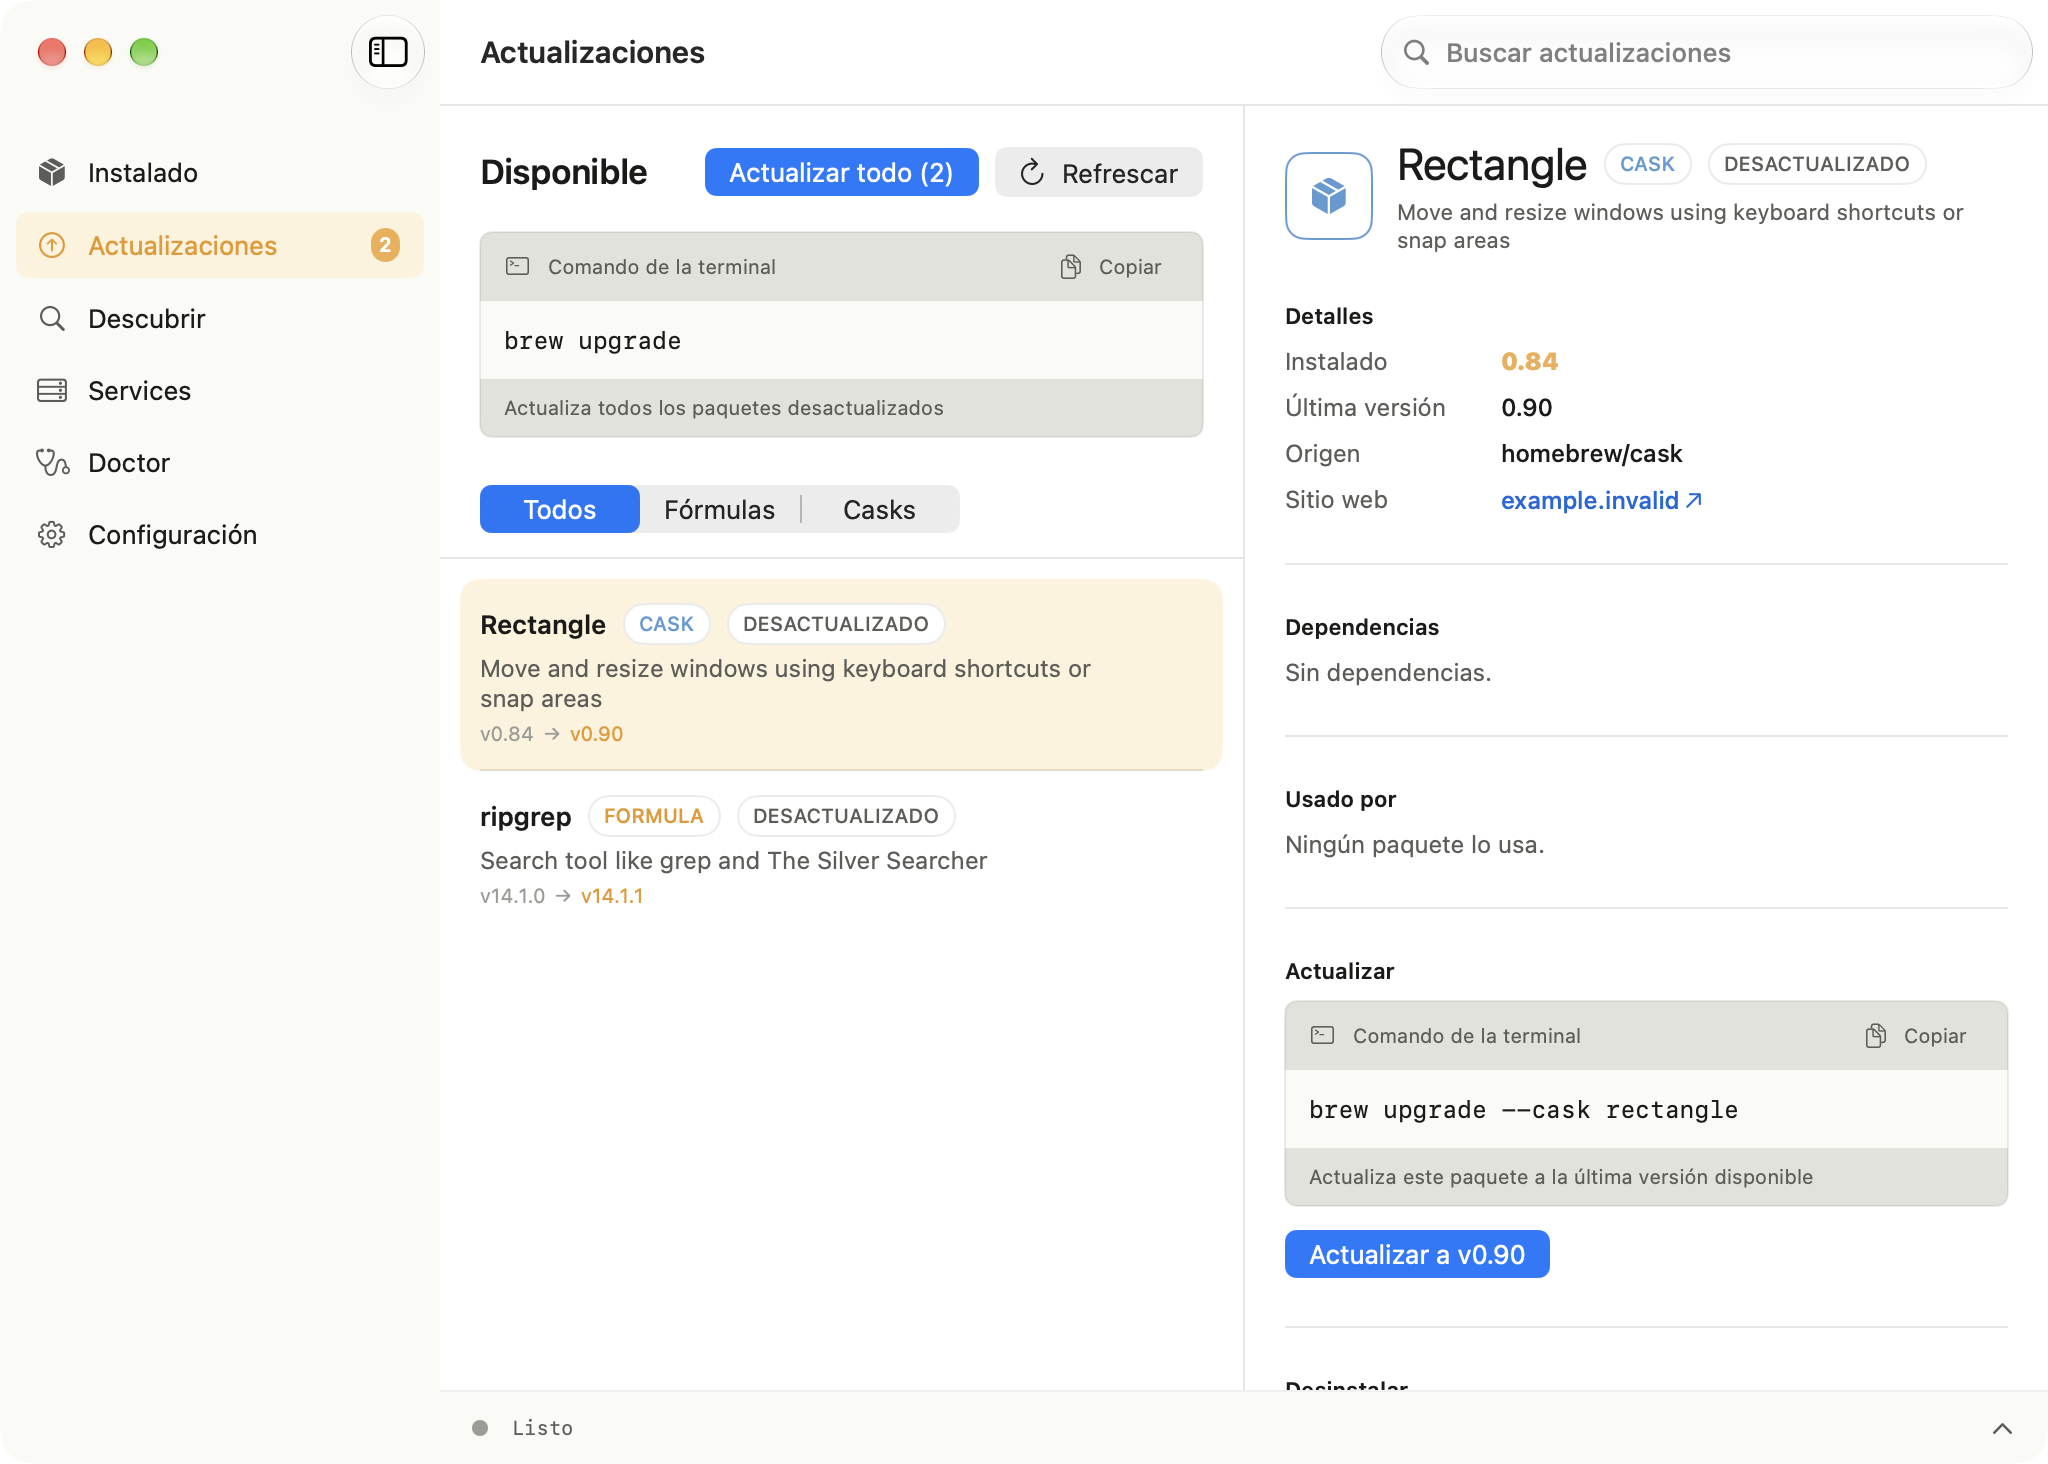 Actualizaciones
Buscar actualizaciones
Instalado
Actualizaciones
2
Descubrir
Services
Doctor
Configuración
Disponible
Actualizar todo (2)
Refrescar
Comando de la terminal
Copiar
brew upgrade
Actualiza todos los paquetes desactualizados
Todos
Fórmulas
Casks
Rectangle
CASK
DESACTUALIZADO
Move and resize windows using keyboard shortcuts or
snap areas
v0.84 → v0.90
ripgrep
FORMULA
DESACTUALIZADO
Search tool like grep and The Silver Searcher
v14.1.0 → v14.1.1
Rectangle
CASK
DESACTUALIZADO
Move and resize windows using keyboard shortcuts or
snap areas
Detalles
Instalado 0.84
Última versión 0.90
Origen homebrew/cask
Sitio web example.invalid ↗
Dependencias
Sin dependencias.
Usado por
Ningún paquete lo usa.
Actualizar
Comando de la terminal
Copiar
brew upgrade --cask rectangle
Actualiza este paquete a la última versión disponible
Actualizar a v0.90
Desinstalar
Listo